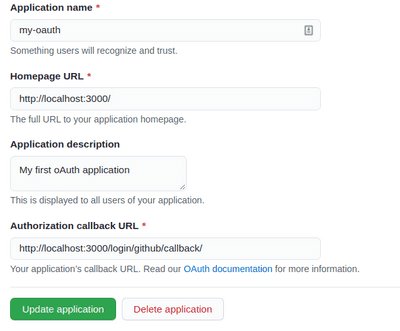 Application name *
my-oauth
Something users will recognize and trust.
Homepage URL *
http://localhost:3000/
The full URL to your application homepage.
Application description
My first oAuth application
This is displayed to all users of your application.
Authorization callback URL *
http://localhost:3000/login/github/callback/
Your application's callback URL. Read our OAuth documentation for more information.
Update application Delete application